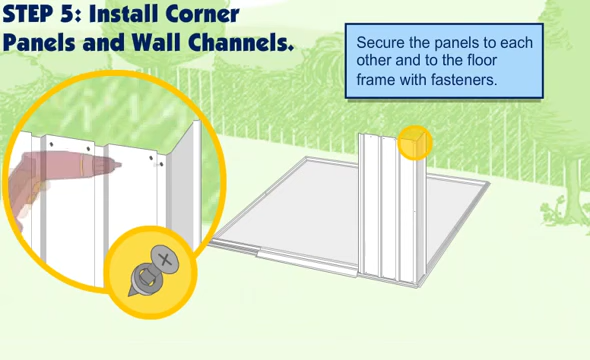 STEP 5: Install Corner
Panels and Wall Channels.
Secure the panels to each
other and to the floor
frame with fasteners.